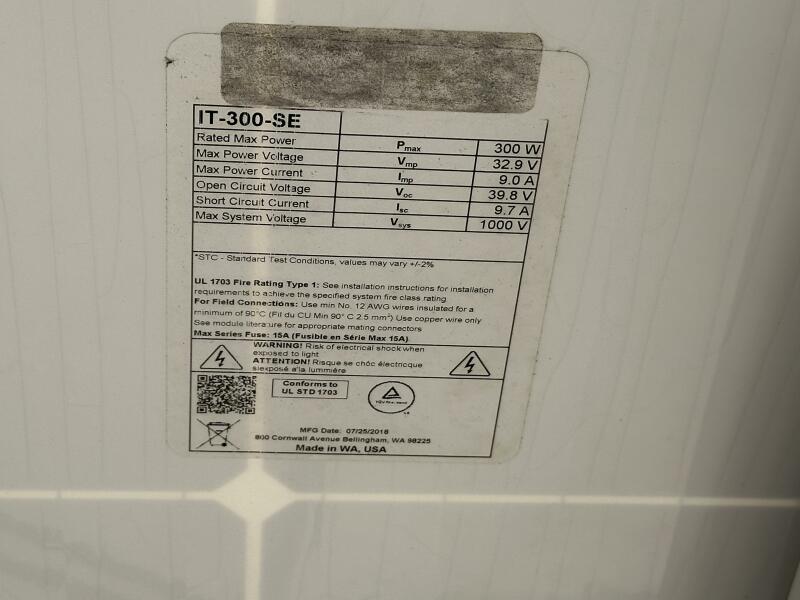 IT-300-SE
Rated Max Power Pmax 300 W
Max Power Voltage Vmp 32.9 V
Max Power Current Imp 9.0 A
Open Circuit Voltage Voc 39.8 V
Short Circuit Current Isc 9.7 A
Max System Voltage Vsys 1000 V
*STC - Standard Test Conditions, values may vary +/-2%
UL 1703 Fire Rating Type 1: See installation instructions for installation
requirements to achieve the specified system fire class rating
For Field Connections: Use min No. 12 AWG wires insulated for a
minimum of 90°C (Fil du CU Min 90° C 2.5 mm²) Use copper wire only
See module literature for appropriate mating connectors
Max Series Fuse: 15A (Fusible en Série Max 15A)
WARNING! Risk of electrical shock when
exposed to light
ATTENTION! Risque se chóc électricque
siexposé a'la lummiére
Conforms to
UL STD 1703
MFG Date: 07/25/2018
800 Cornwall Avenue Bellingham, WA 98225
Made in WA, USA